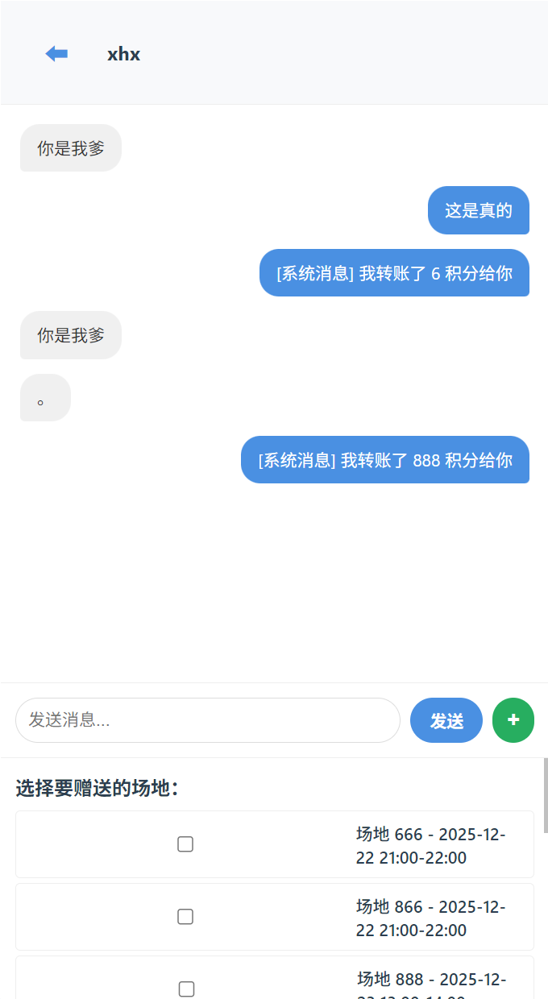 xhx
你是我爹
这是真的
[系统消息] 我转账了 6 积分给你
你是我爹
。
[系统消息] 我转账了 888 积分给你
发送消息...
发送
+
选择要赠送的场地：
场地 666 - 2025-12-
22 21:00-22:00
场地 866 - 2025-12-
22 21:00-22:00
场地 888 - 2025-12-